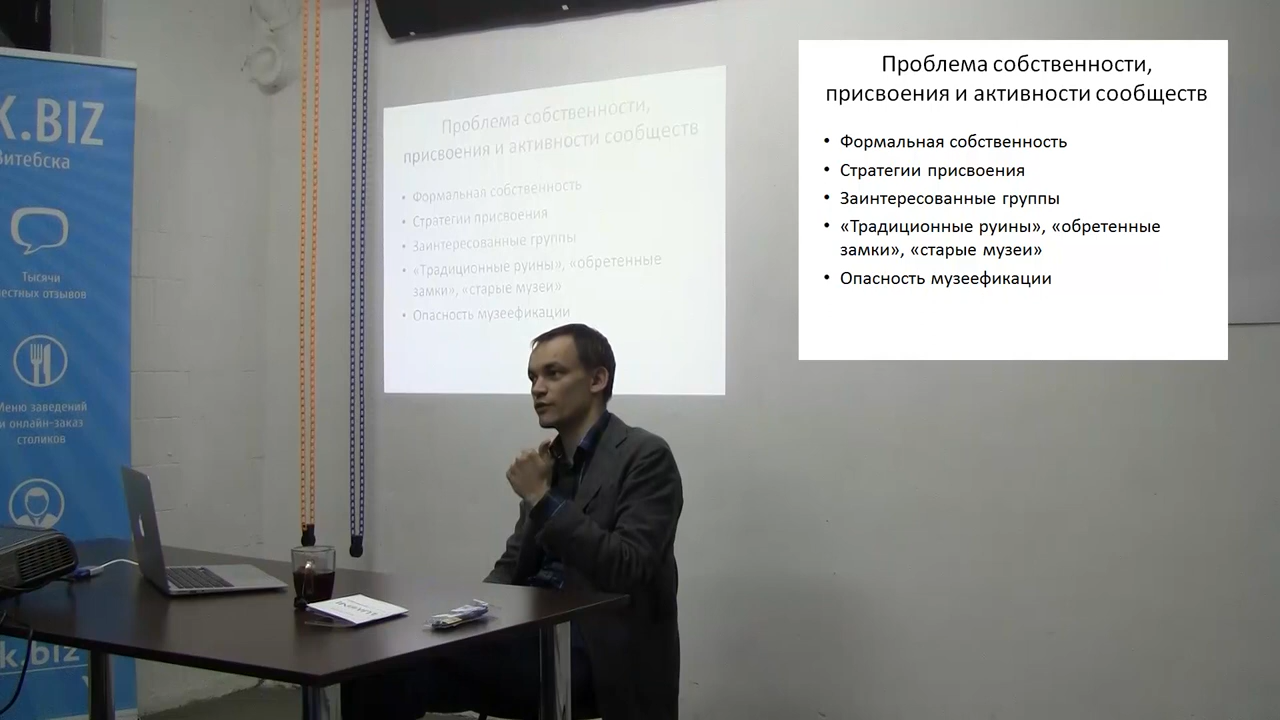 K.BIZ
Витебска
Тысячи
честных отзывов
Меню заведений
и онлайн-заказ
столиков
k.biz
Проблема собственности,
присвоения и активности сообществ
• Формальная собственность
• Стратегии присвоения
• Заинтересованные группы
• «Традиционные руины», «обретенные
замки», «старые музеи»
• Опасность музеефикации
Проблема собственности,
присвоения и активности сообществ
• Формальная собственность
• Стратегии присвоения
• Заинтересованные группы
• «Традиционные руины», «обретенные
замки», «старые музеи»
• Опасность музеефикации